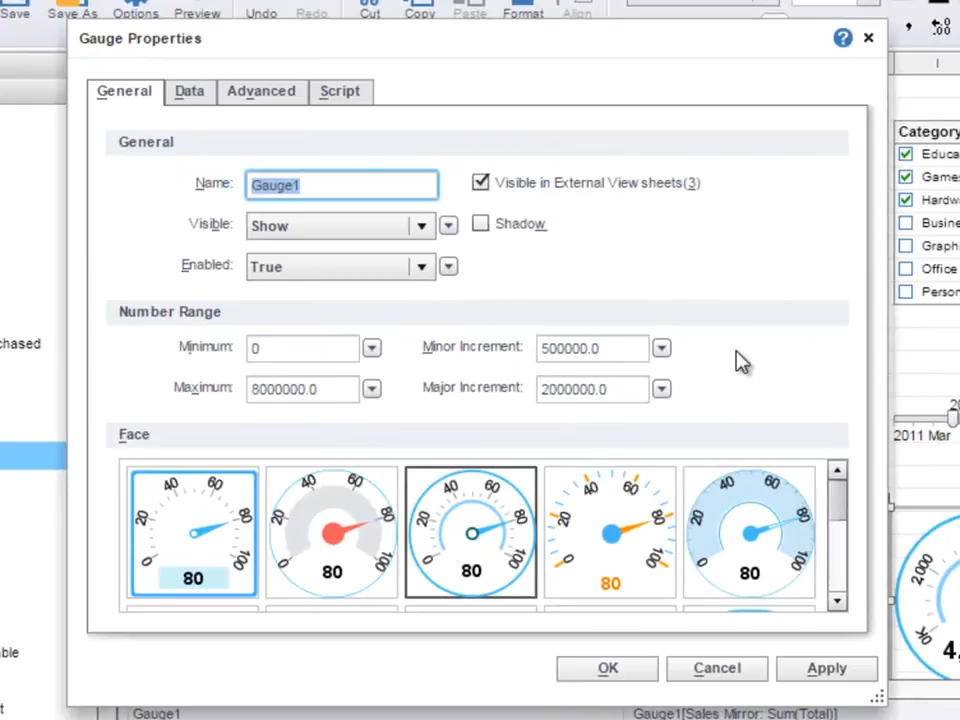 Save Save As Options Preview Undo Redo Cut Copy Paste Format Align
Gauge Properties
General Data Advanced Script
General
Name: Gauge1 Visible in External View sheets(3)
Visible: Show Shadow
Enabled: True
Number Range
Minimum: 0 Minor Increment: 500000.0
Maximum: 8000000.0 Major Increment: 2000000.0
Face
0 20 40 60 80 100 80
0 20 40 60 80 100 80
0 20 40 60 80 100 80
0 20 40 60 80 100 80
0 20 40 60 80 100 80
OK Cancel Apply
chased
Category
Educa
Games
Hardw
Busine
Graphi
Office
Person
2011 Mar
0K 2,000
4,
Gauge1 Gauge1[Sales Mirror: Sum(Total)]